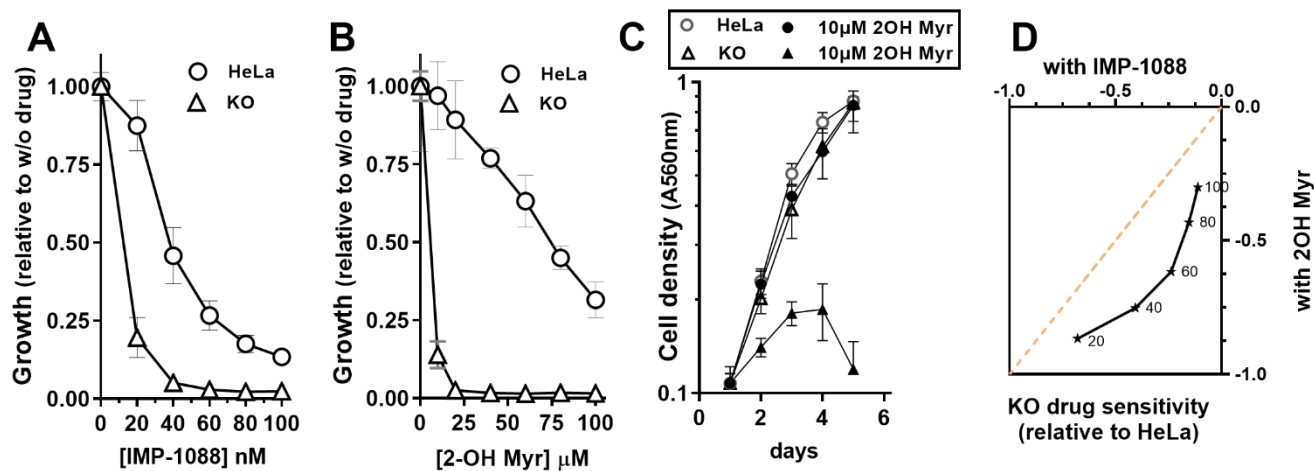 A
Growth (relative to w/o drug)
1.00
0.75
0.50
0.25
0.00
HeLa
KO
0 20 40 60 80 100
[IMP-1088] nM
B
Growth (relative to w/o drug)
1.00
0.75
0.50
0.25
0.00
HeLa
KO
0 25 50 75 100
[2-OH Myr] µM
C
HeLa 10µM 2OH Myr
KO 10µM 2OH Myr
Cell density (A560nm)
1
0.1
0 2 4 6
days
D
with IMP-1088
-1.0 -0.5 0.0
0.0
-0.5
-1.0
with 2OH Myr
100
80
60
40
20
KO drug sensitivity
(relative to HeLa)